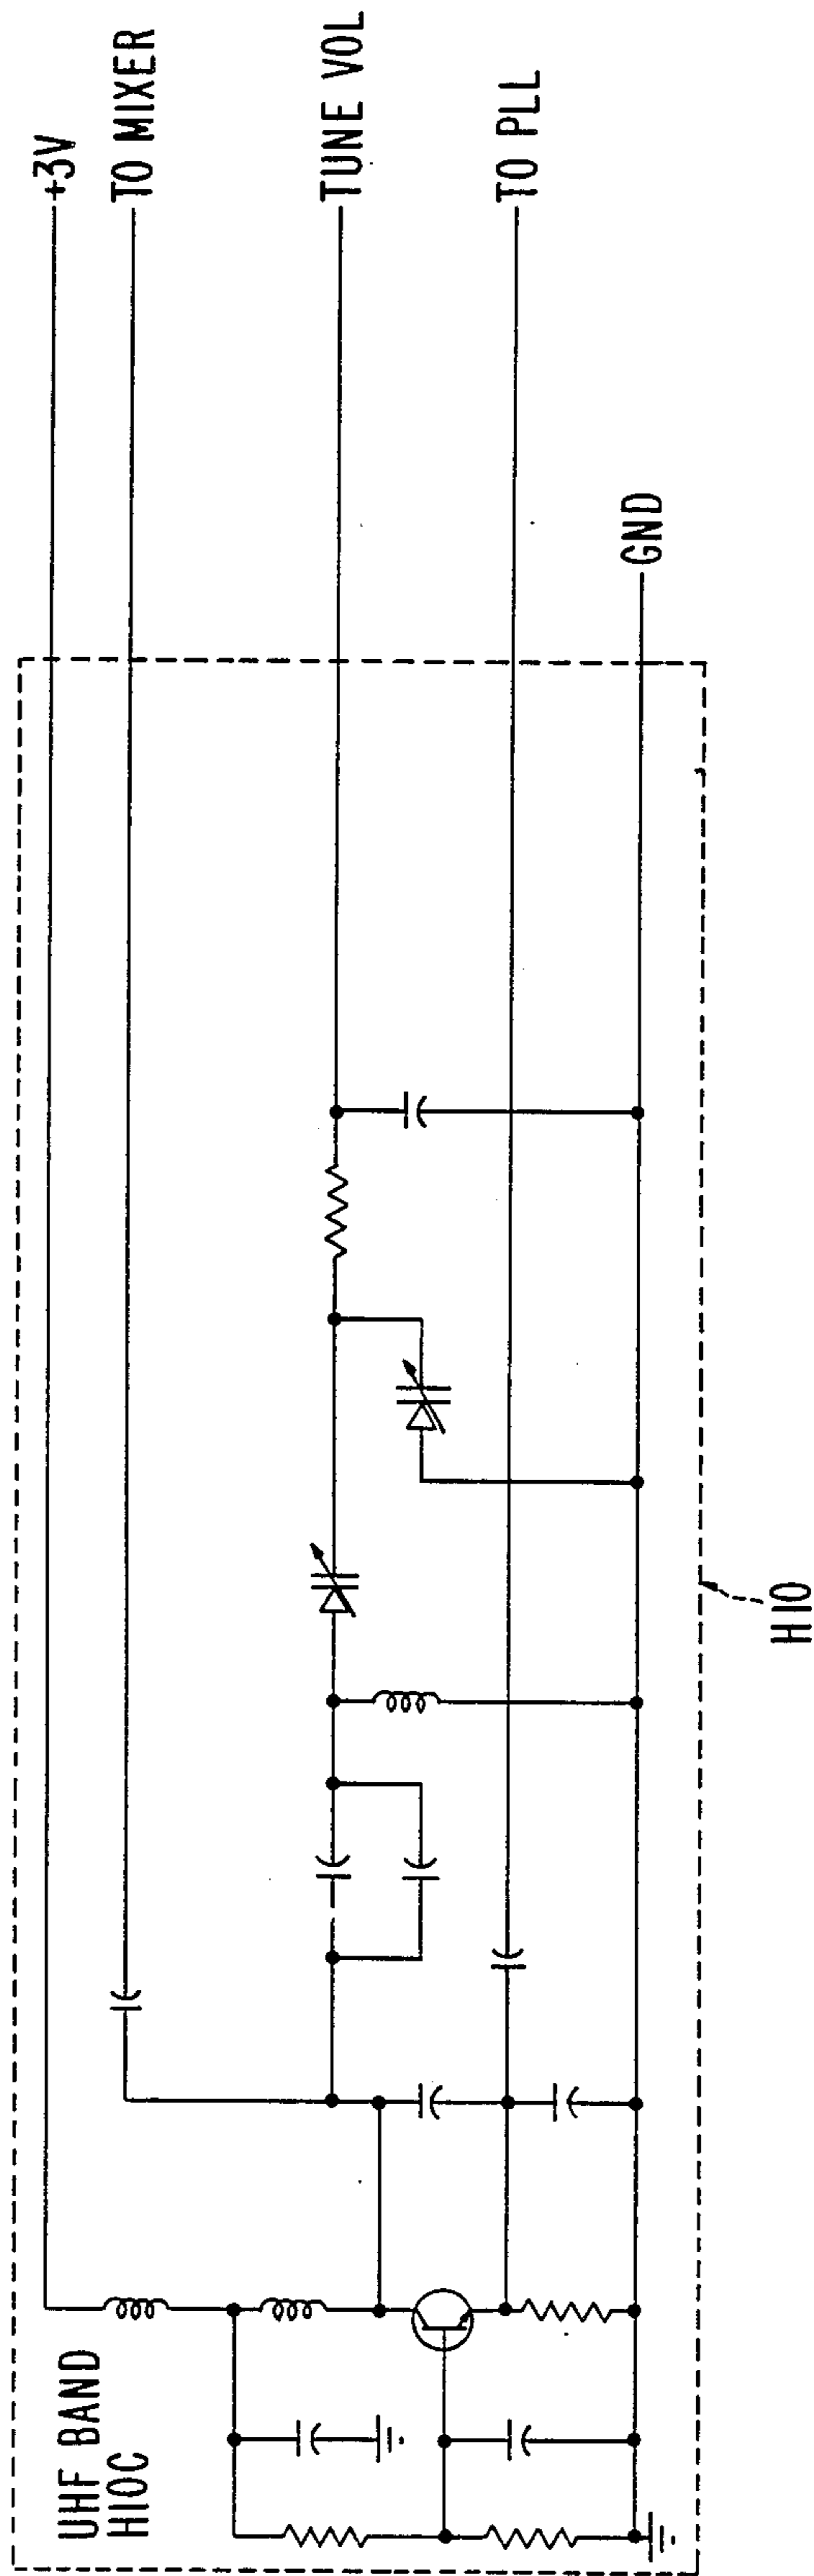 +3V
TO MIXER
TUNE VOL
TO PLL
GND
UHF BAND
H10C
H10